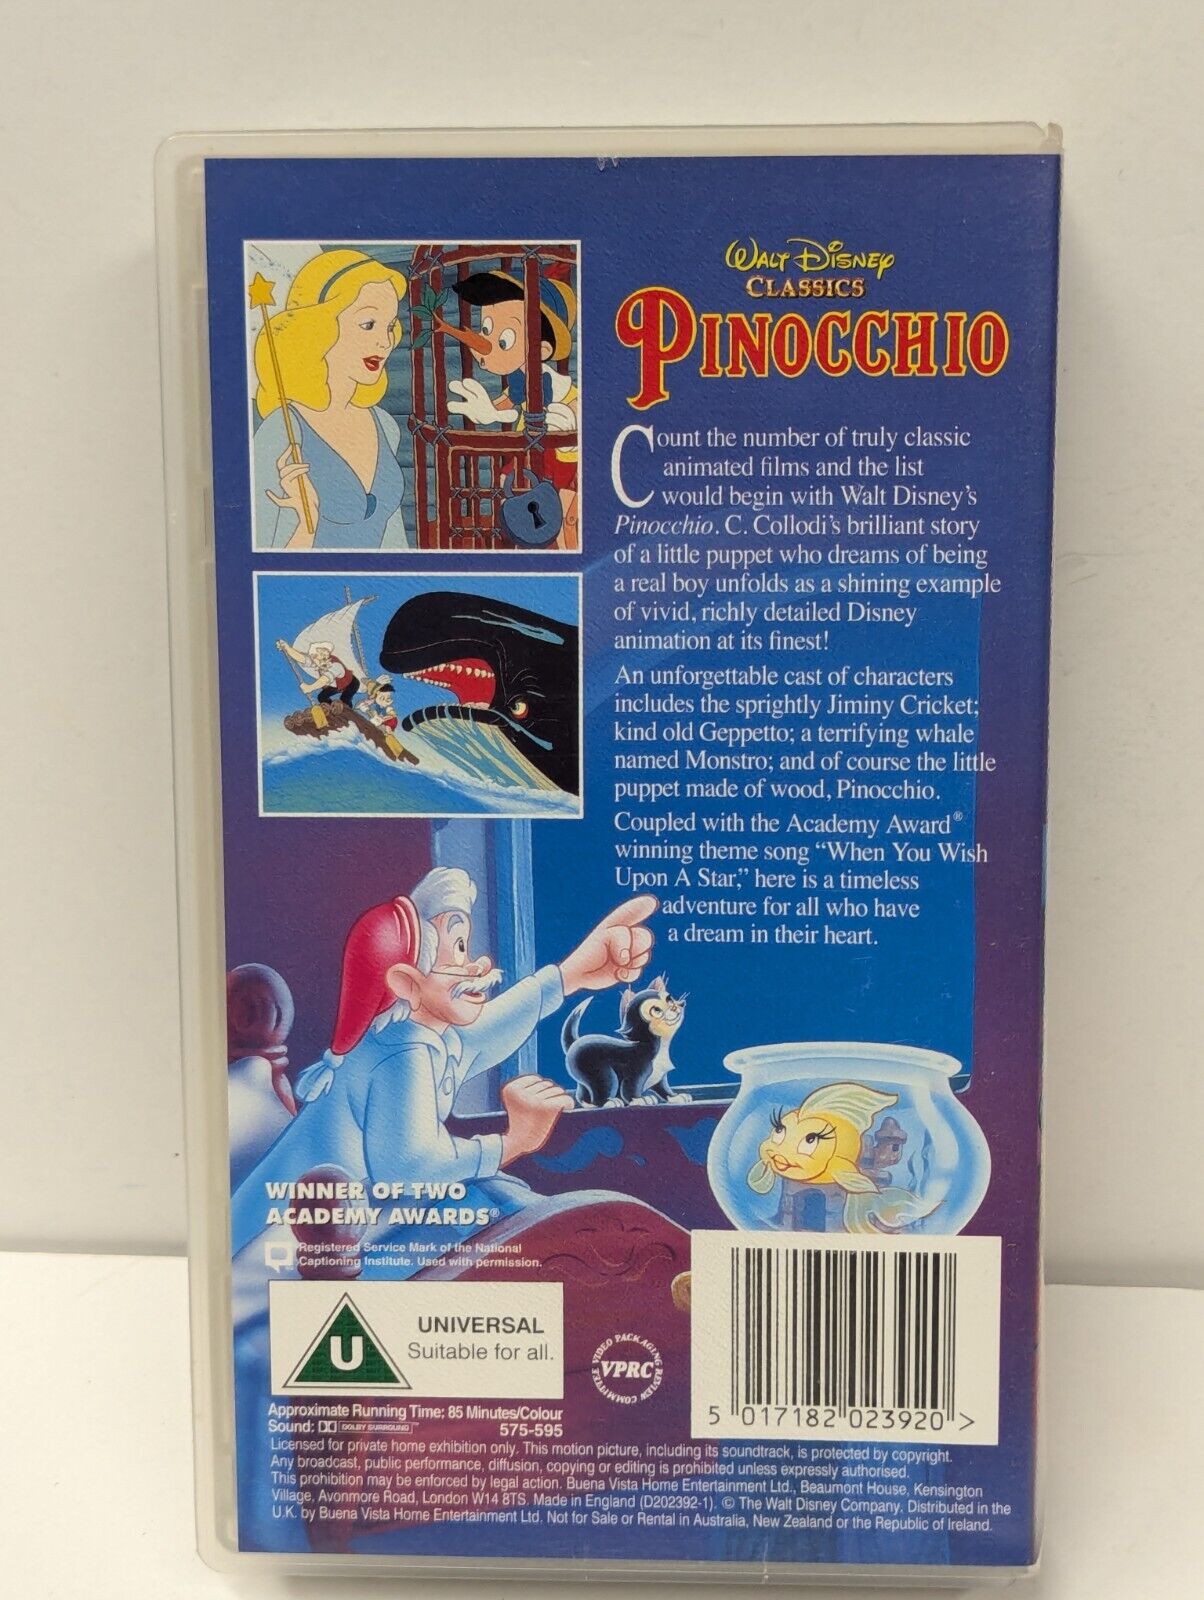 WALT DISNEY
CLASSICS
PINOCCHIO
Count the number of truly classic
animated films and the list
would begin with Walt Disney's
Pinocchio. C. Collodi's brilliant story
of a little puppet who dreams of being
a real boy unfolds as a shining example
of vivid, richly detailed Disney
animation at its finest!
An unforgettable cast of characters
includes the sprightly Jiminy Cricket;
kind old Geppetto; a terrifying whale
named Monstro; and of course the little
puppet made of wood, Pinocchio.
Coupled with the Academy Award®
winning theme song “When You Wish
Upon A Star,” here is a timeless
adventure for all who have
a dream in their heart.
WINNER OF TWO
ACADEMY AWARDS®
Registered Service Mark of the National
Captioning Institute. Used with permission.
U
UNIVERSAL
Suitable for all.
VIDEO PACKAGING REVIEW COMMITTEE
VPRC
5 017182 023920 >
Approximate Running Time: 85 Minutes/Colour
Sound: DOLBY SURROUND 575-595
Licensed for private home exhibition only. This motion picture, including its soundtrack, is protected by copyright.
Any broadcast, public performance, diffusion, copying or editing is prohibited unless expressly authorised.
This prohibition may be enforced by legal action. Buena Vista Home Entertainment Ltd., Beaumont House, Kensington
Village, Avonmore Road, London W14 8TS. Made in England (D202392-1). © The Walt Disney Company. Distributed in the
U.K. by Buena Vista Home Entertainment Ltd. Not for Sale or Rental in Australia, New Zealand or the Republic of Ireland.